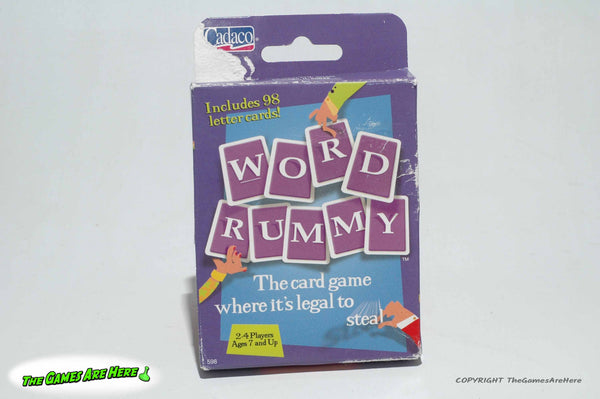 Cadaco®
Includes 98
letter cards!
WORD
RUMMY
TM
The card game
where it's legal to
steal
2-4 Players
Ages 7 and Up
598
THE GAMES ARE HERE
COPYRIGHT TheGamesAreHere